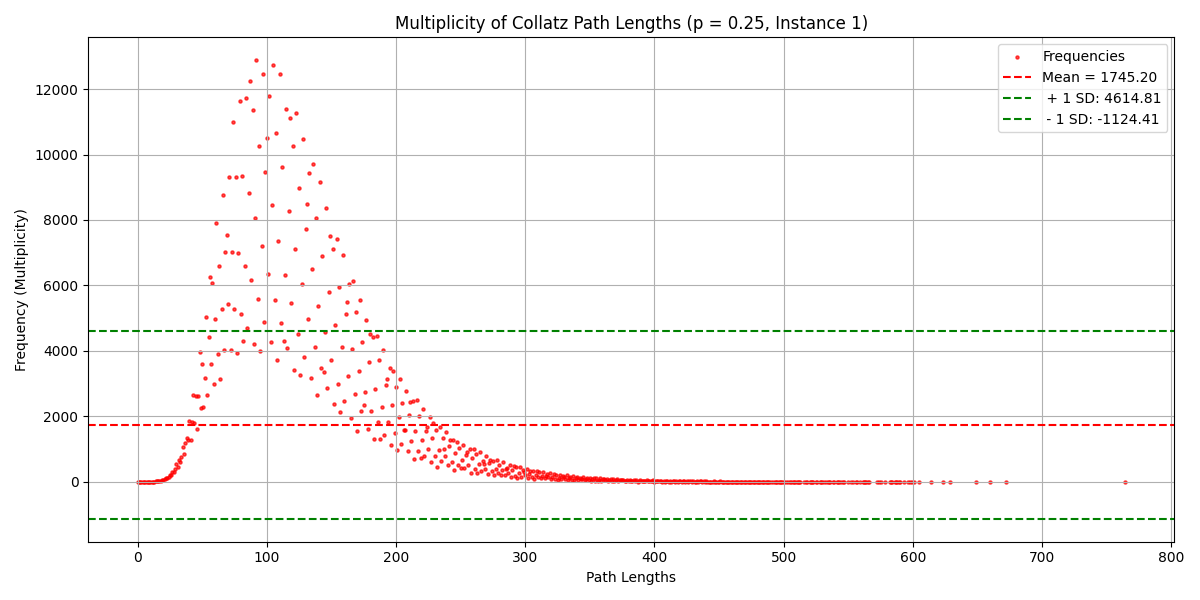 Multiplicity of Collatz Path Lengths (p = 0.25, Instance 1)
Frequencies
Mean = 1745.20
+ 1 SD: 4614.81
- 1 SD: -1124.41
Frequency (Multiplicity)
12000
10000
8000
6000
4000
2000
0
0 100 200 300 400 500 600 700 800
Path Lengths